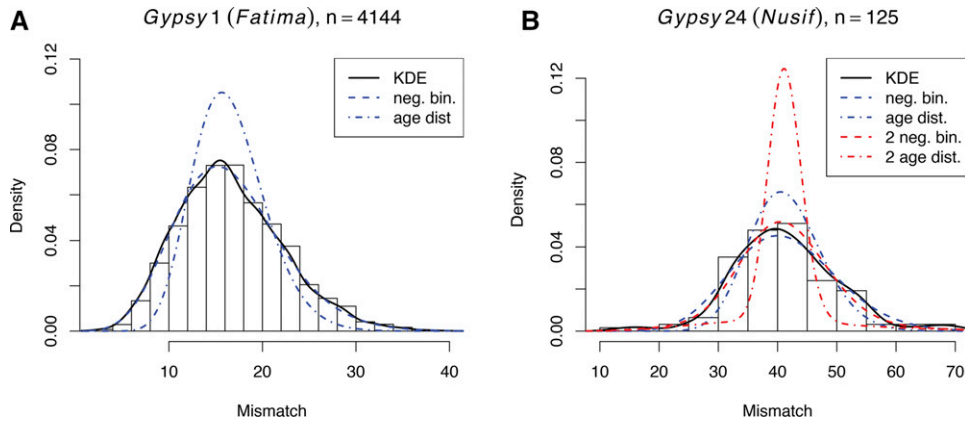 A
Gypsy 1 (Fatima), n = 4144
KDE
neg. bin.
age dist
Density
0.00
0.04
0.08
0.12
10
20
30
40
Mismatch
B
Gypsy 24 (Nusif), n = 125
KDE
neg. bin.
age dist.
2 neg. bin.
2 age dist.
Density
0.00
0.04
0.08
0.12
10
20
30
40
50
60
70
Mismatch